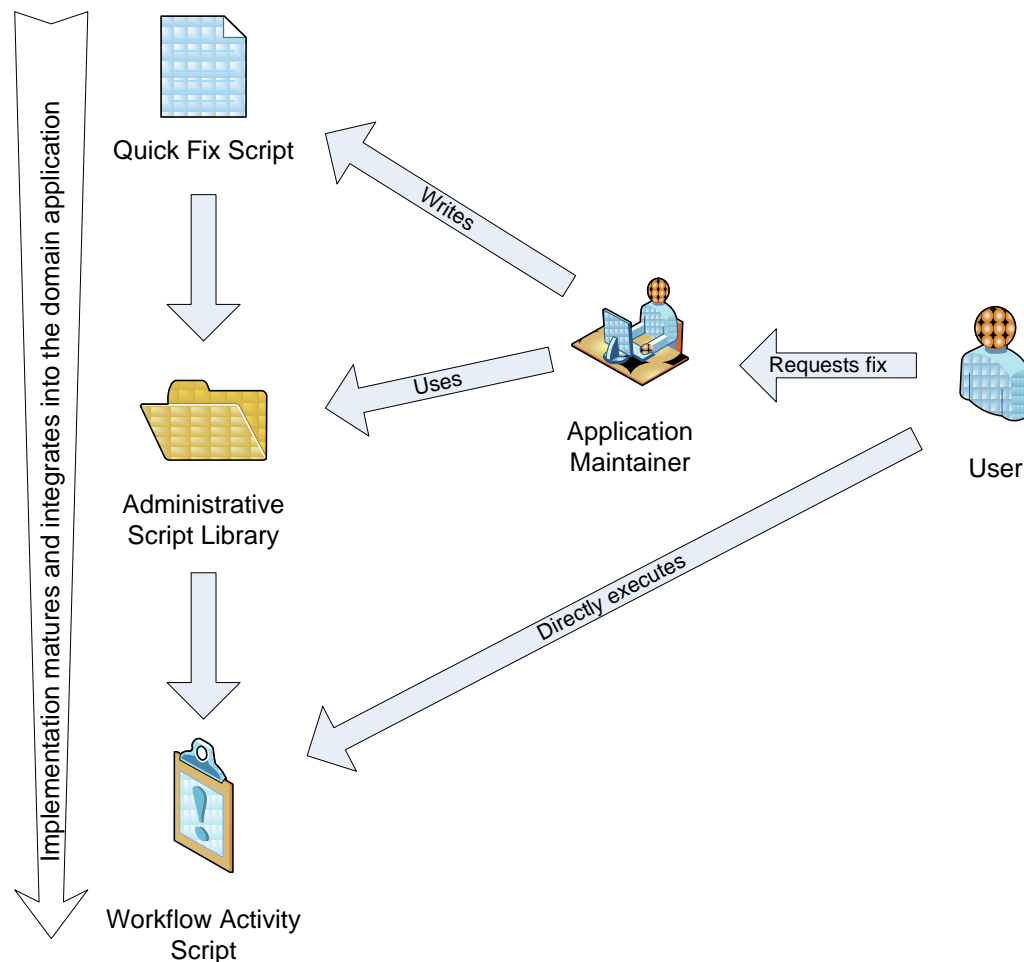 Implementation matures and integrates into the domain application
Quick Fix Script
Writes
Uses
Requests fix
Application
Maintainer
User
Administrative
Script Library
Directly executes
Workflow Activity
Script